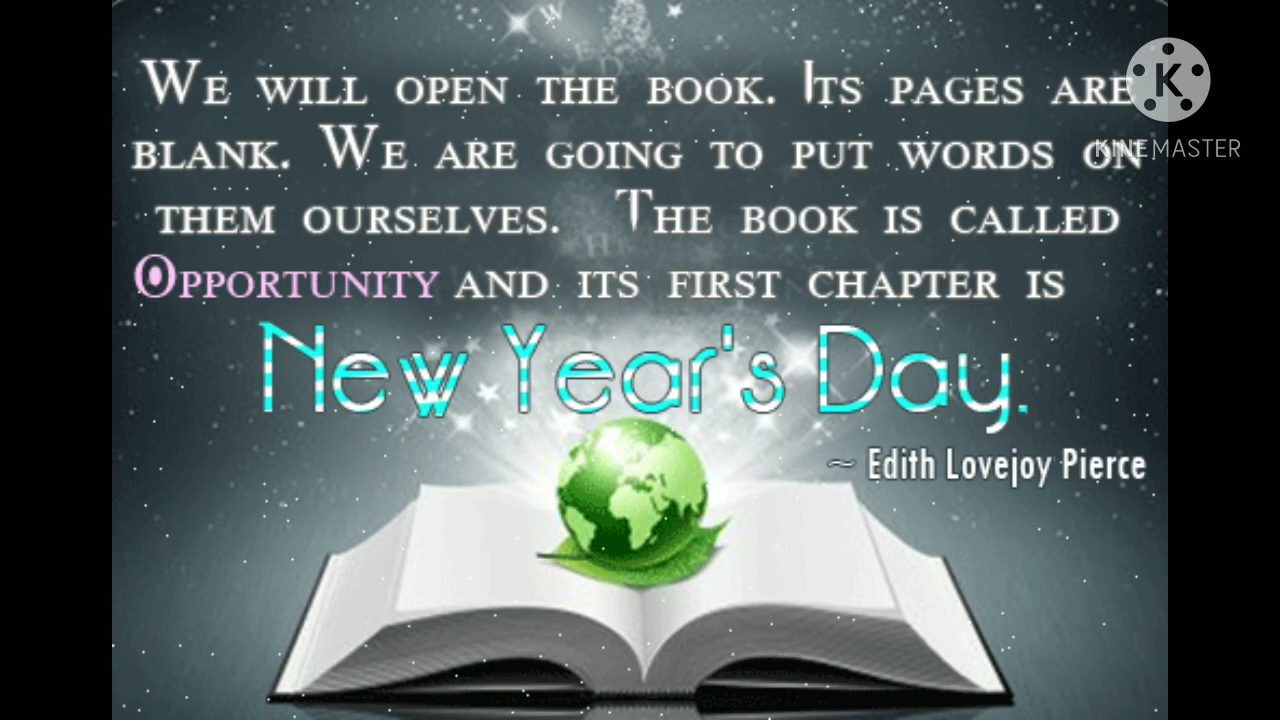 We will open the book. Its pages are
blank. We are going to put words on
them ourselves. The book is called
Opportunity and its first chapter is
New Year's Day.
~ Edith Lovejoy Pierce
K
KINEMASTER